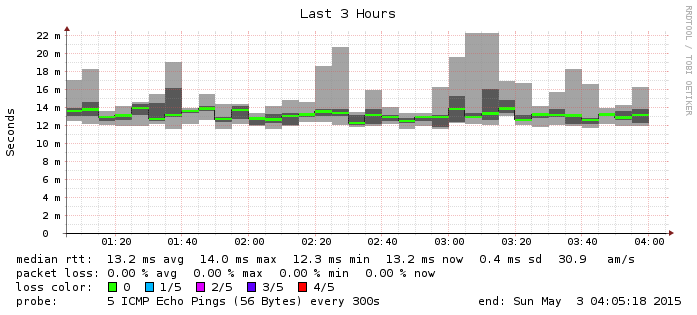 Last 3 Hours
RRDTOOL / TOBI OETIKER
Seconds
22 m
20 m
18 m
16 m
14 m
12 m
10 m
8 m
6 m
4 m
2 m
0
01:20 01:40 02:00 02:20 02:40 03:00 03:20 03:40 04:00
median rtt: 13.2 ms avg 14.0 ms max 12.3 ms min 13.2 ms now 0.4 ms sd 30.9 am/s
packet loss: 0.00 % avg 0.00 % max 0.00 % min 0.00 % now
loss color: 0 1/5 2/5 3/5 4/5
probe: 5 ICMP Echo Pings (56 Bytes) every 300s end: Sun May 3 04:05:18 2015